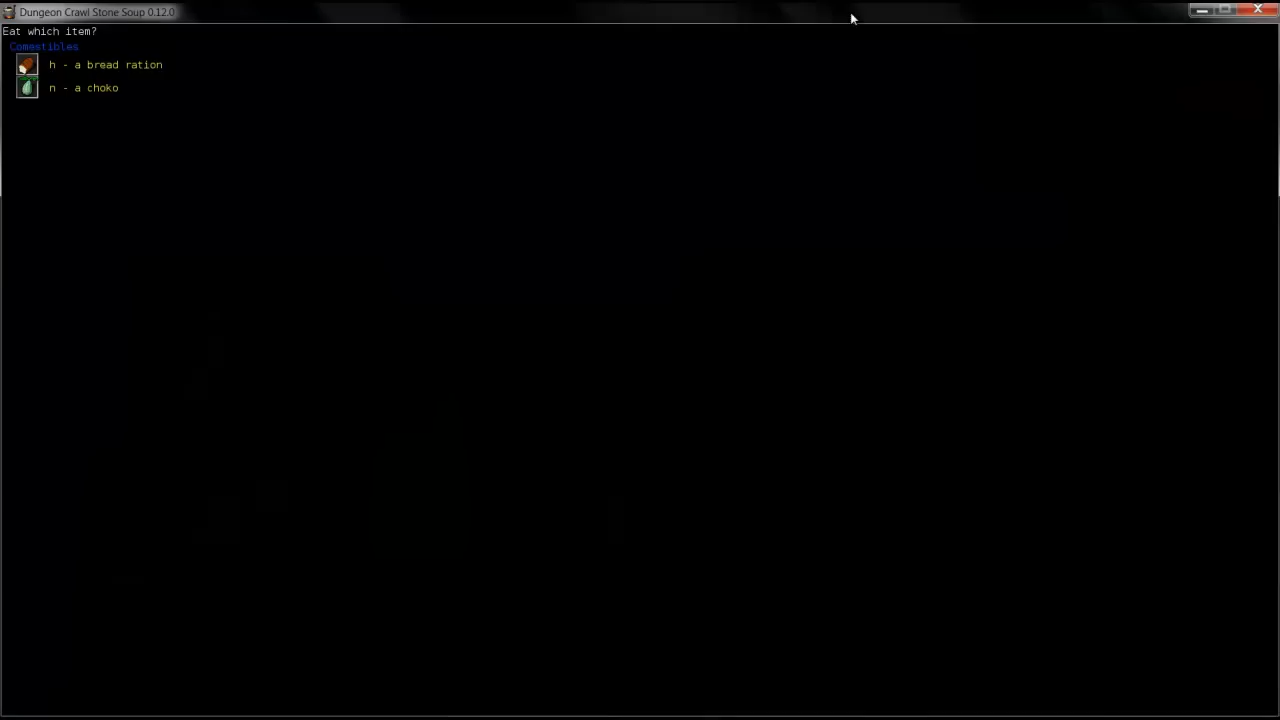 Dungeon Crawl Stone Soup 0.12.0
Eat which item?
Comestibles
h - a bread ration
n - a choko